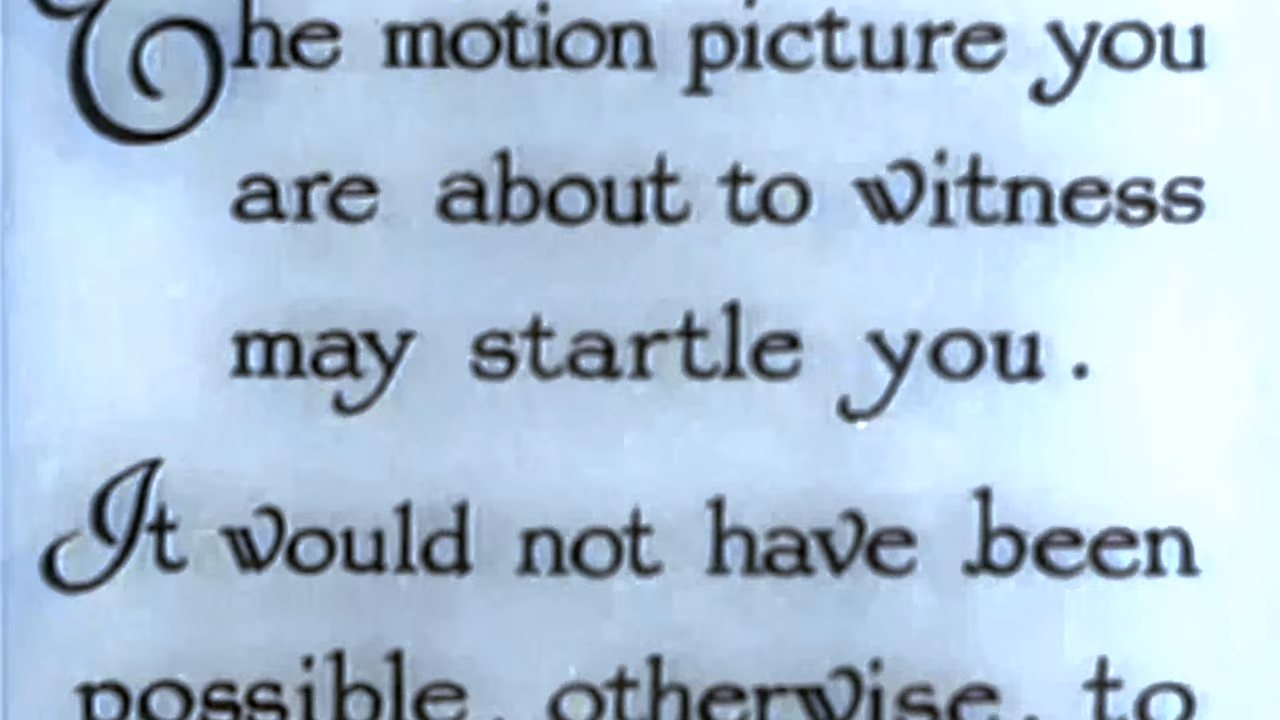 The motion picture you
are about to witness
may startle you.
It would not have been
possible, otherwise, to